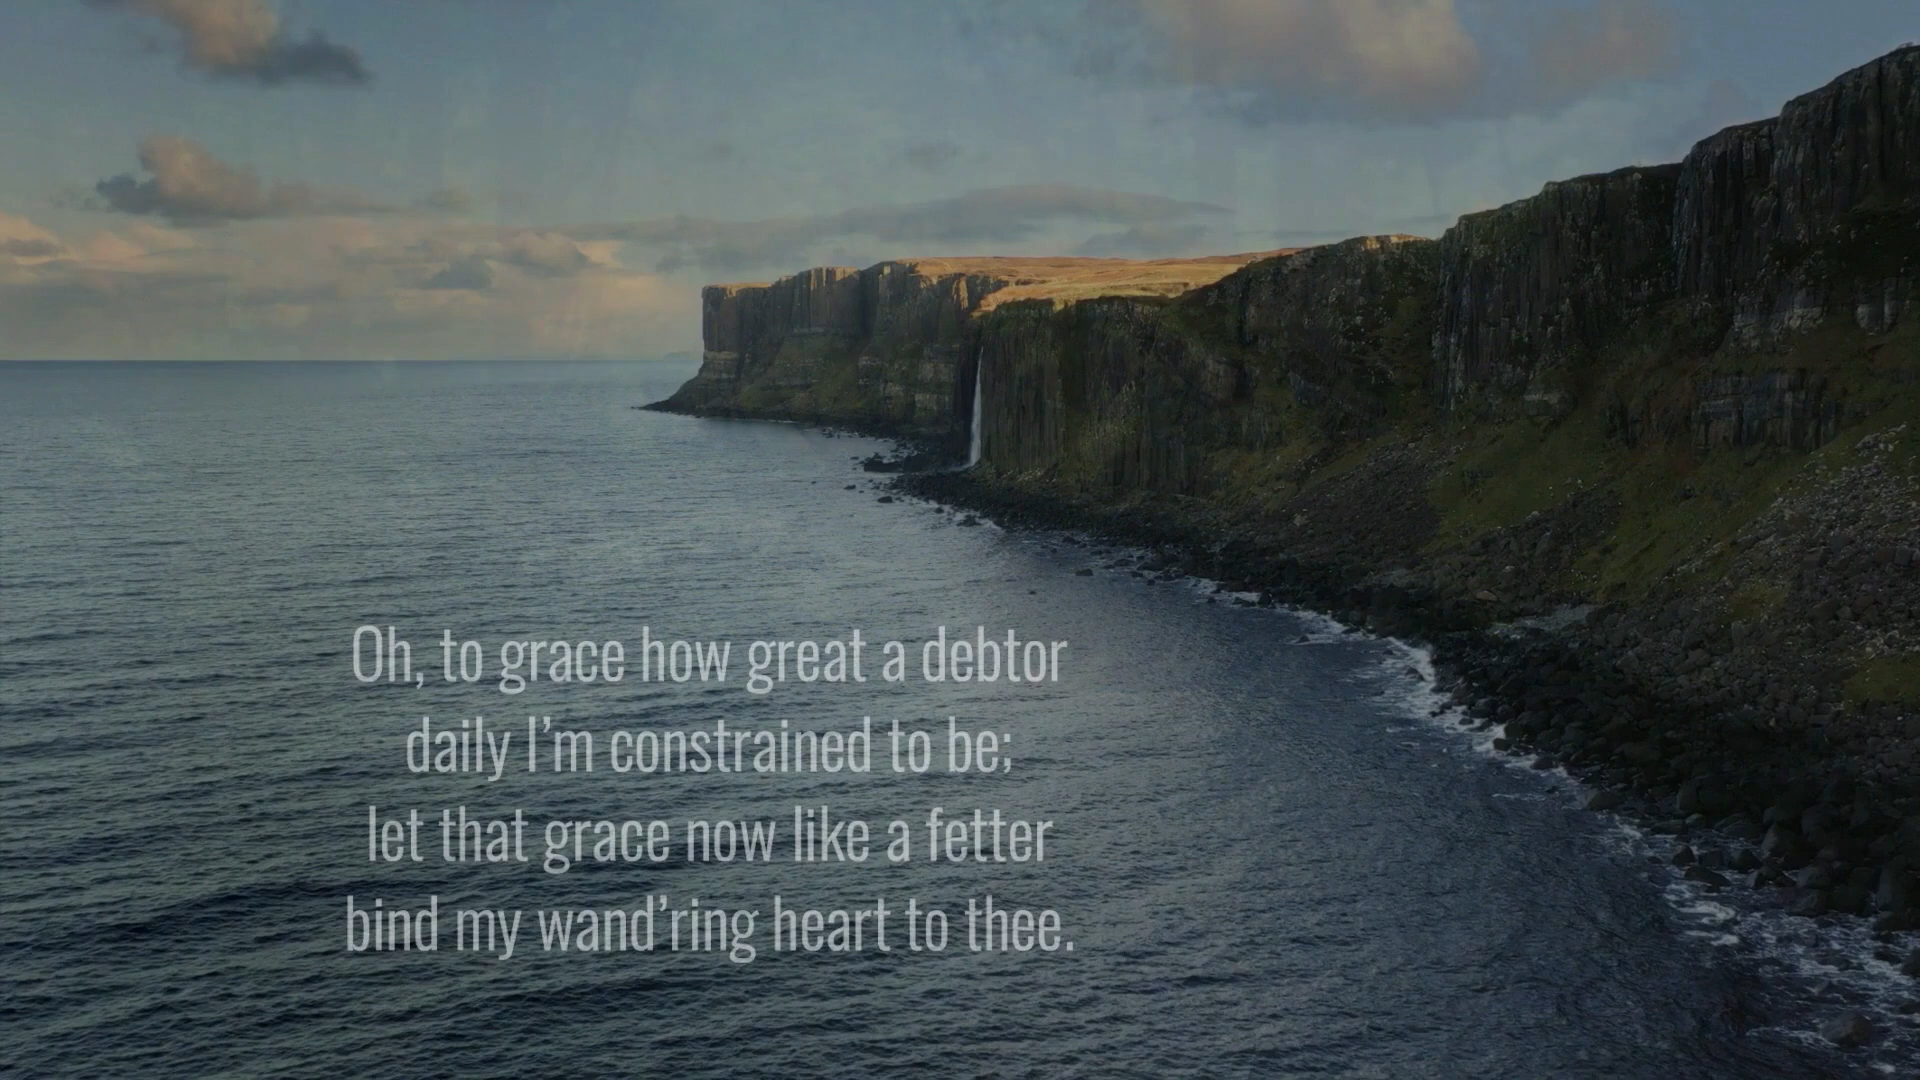 Oh, to grace how great a debtor
daily I’m constrained to be;
let that grace now like a fetter
bind my wand’ring heart to thee.